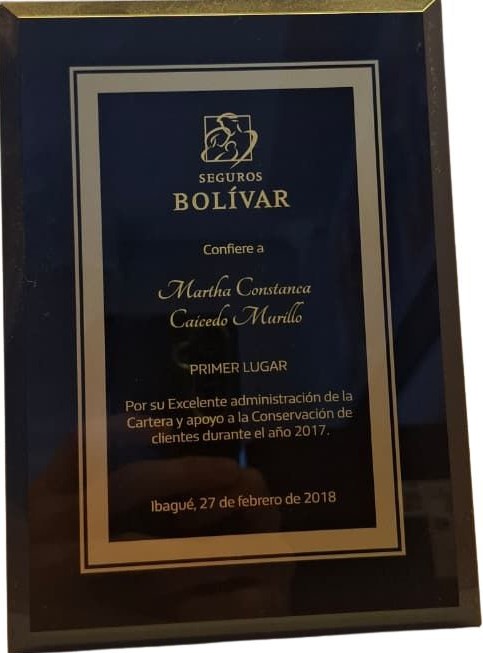 SEGUROS
BOLÍVAR
Confiere a
Martha Constanca
Caicedo Murillo
PRIMER LUGAR
Por su Excelente administración de la
Cartera y apoyo a la Conservación de
clientes durante el año 2017.
Ibagué, 27 de febrero de 2018